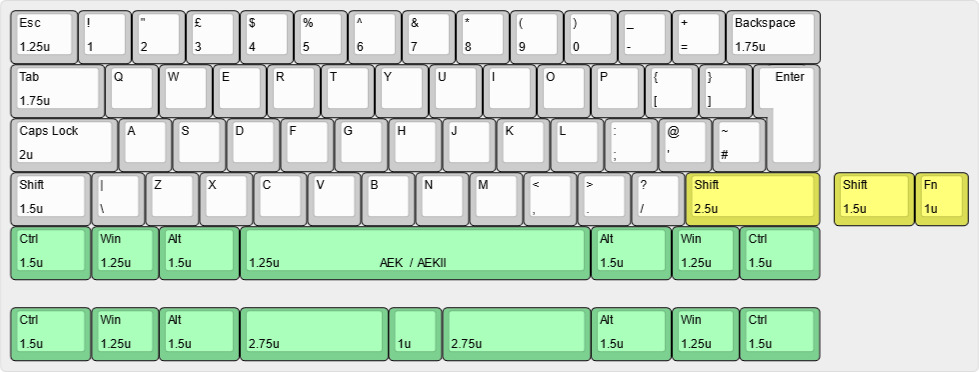 Esc ! " £ $ % ^ & * ( ) _ + Backspace
1.25u 1 2 3 4 5 6 7 8 9 0 - = 1.75u
Tab Q W E R T Y U I O P { } Enter
1.75u [ ]
Caps Lock A S D F G H J K L : @ ~
2u ; ' #
Shift | Z X C V B N M < > ? Shift Shift Fn
1.5u \ , . / 2.5u 1.5u 1u
Ctrl Win Alt Alt Win Ctrl
1.5u 1.25u 1.5u 1.25u AEK / AEKII 1.5u 1.25u 1.5u
Ctrl Win Alt Alt Win Ctrl
1.5u 1.25u 1.5u 2.75u 1u 2.75u 1.5u 1.25u 1.5u